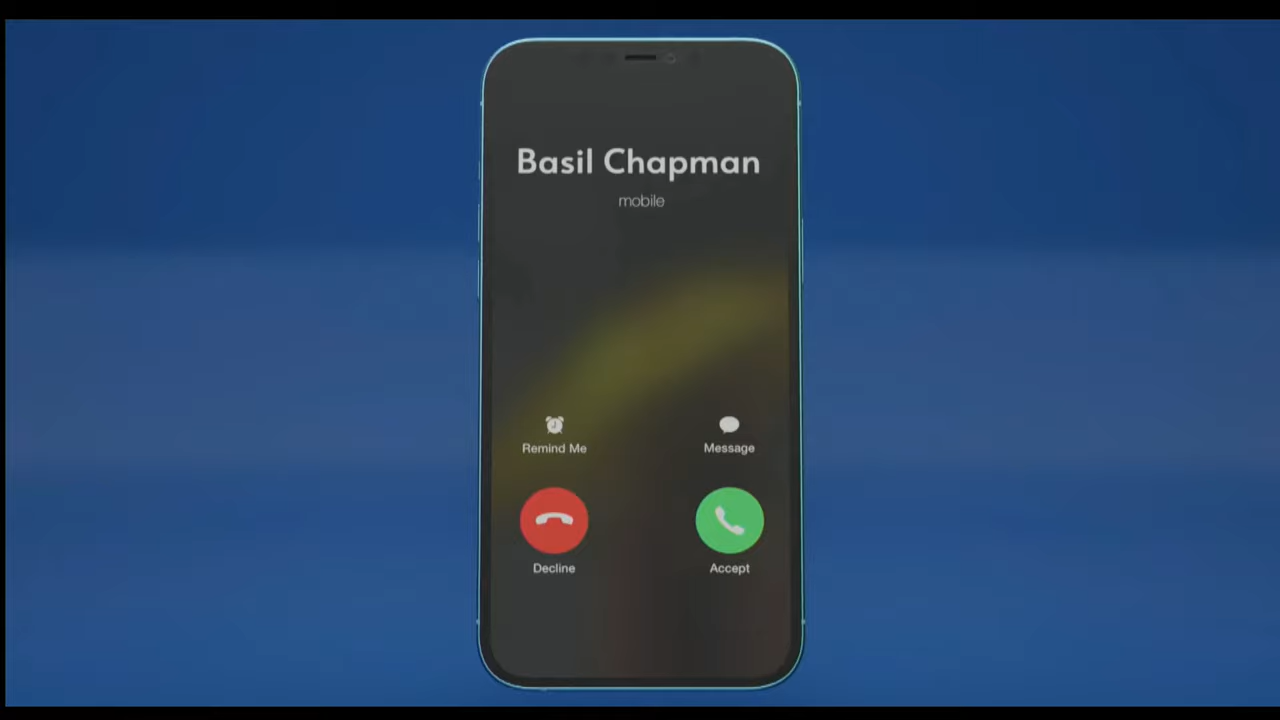 Basil Chapman
mobile
Remind Me
Message
Decline
Accept